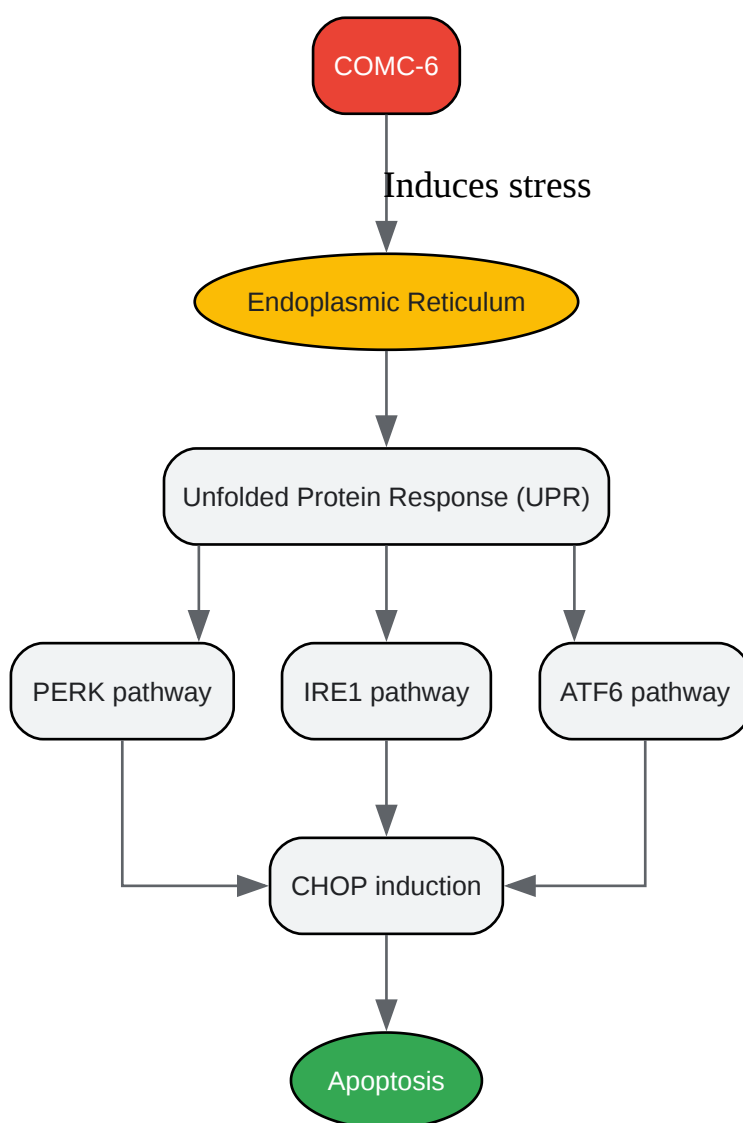 COMC-6
Induces stress
Endoplasmic Reticulum
Unfolded Protein Response (UPR)
PERK pathway
IRE1 pathway
ATF6 pathway
CHOP induction
Apoptosis